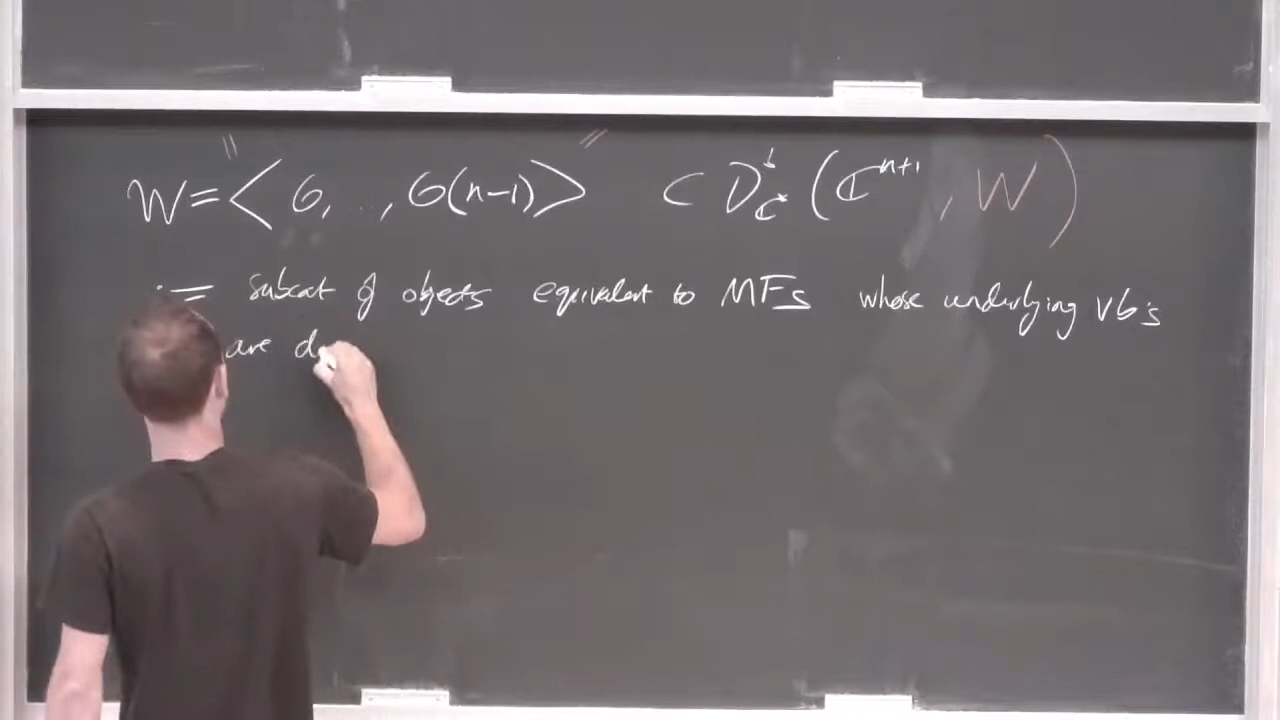 𝒲 = "⟨𝒪, .., 𝒪(n-1)⟩" ⊂ D^b_{ℂ*}(ℂ^{n+1}, W)
:= subcat of objects equivalent to MFs whose underlying vb's
are d